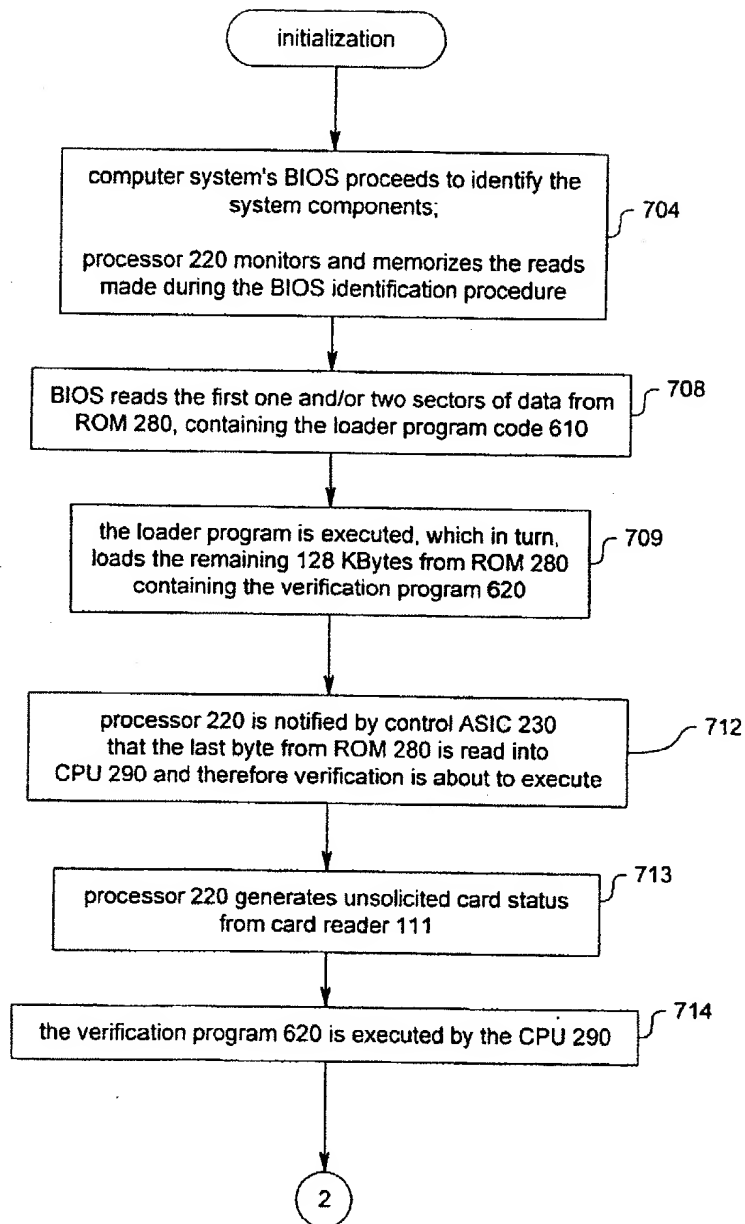 initialization
computer system's BIOS proceeds to identify the
system components;
704
processor 220 monitors and memorizes the reads
made during the BIOS identification procedure
BIOS reads the first one and/or two sectors of data from
708
ROM 280, containing the loader program code 610
the loader program is executed, which in turn,
709
loads the remaining 128 KBytes from ROM 280
containing the verification program 620
processor 220 is notified by control ASIC 230
712
that the last byte from ROM 280 is read into
CPU 290 and therefore verification is about to execute
713
processor 220 generates unsolicited card status
from card reader 111
714
the verification program 620 is executed by the CPU 290
2